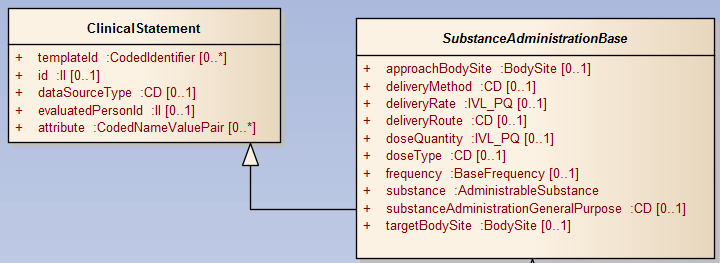 ClinicalStatement
+ templateId :CodedIdentifier [0..*]
+ id :II [0..1]
+ dataSourceType :CD [0..1]
+ evaluatedPersonId :II [0..1]
+ attribute :CodedNameValuePair [0..*]
SubstanceAdministrationBase
+ approachBodySite :BodySite [0..1]
+ deliveryMethod :CD [0..1]
+ deliveryRate :IVL_PQ [0..1]
+ deliveryRoute :CD [0..1]
+ doseQuantity :IVL_PQ [0..1]
+ doseType :CD [0..1]
+ frequency :BaseFrequency [0..1]
+ substance :AdministrableSubstance
+ substanceAdministrationGeneralPurpose :CD [0..1]
+ targetBodySite :BodySite [0..1]